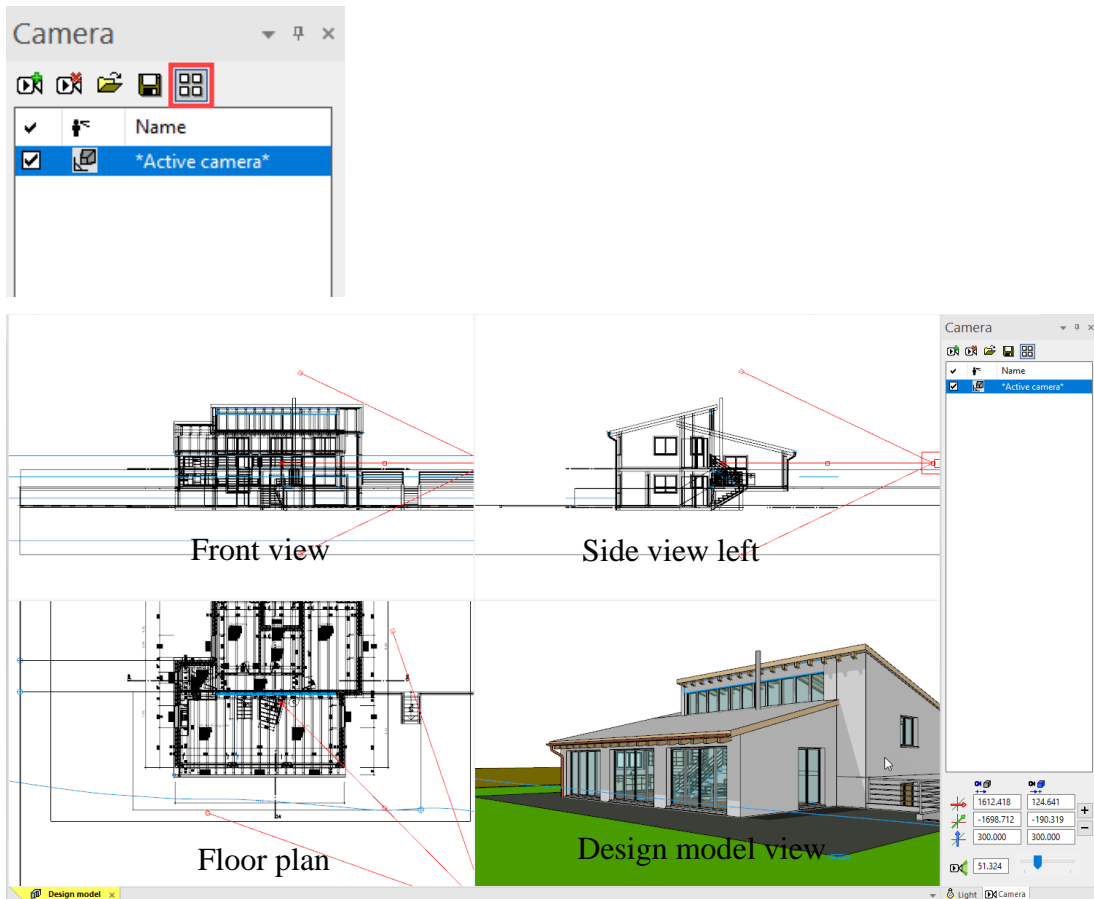 Camera
Name
*Active camera*
Front view
Side view left
Floor plan
Design model view
Camera
Name
*Active camera*
1612.418 124.641
-1698.712 -190.319
300.000 300.000
51.324
Design model
Light Camera